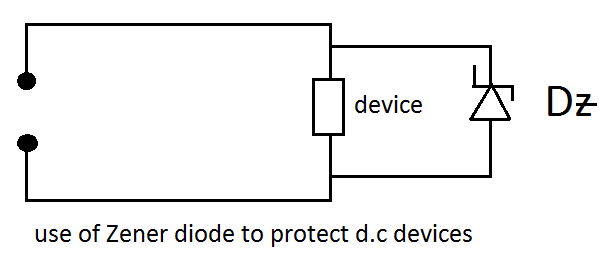 device
Dz
use of Zener diode to protect d.c devices